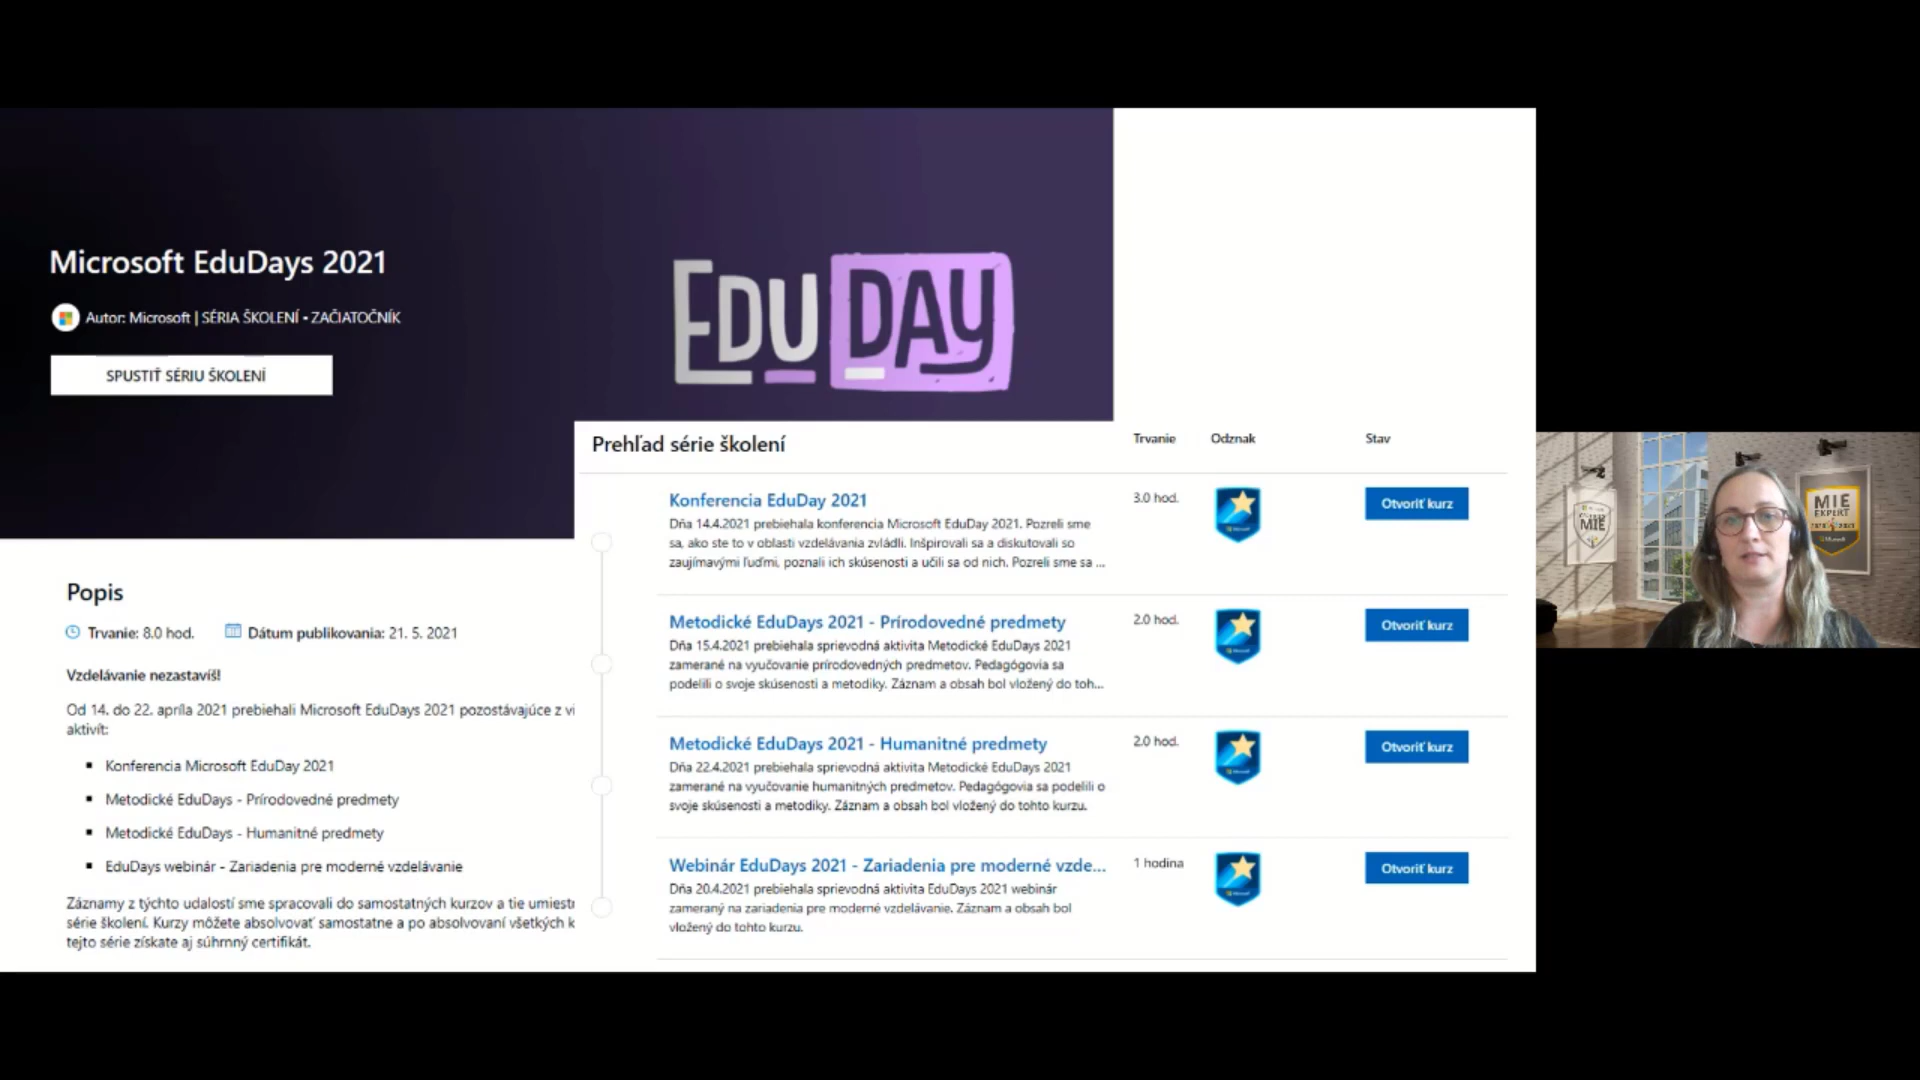 Microsoft EduDays 2021
Autor: Microsoft | SÉRIA ŠKOLENÍ • ZAČIATOČNÍK
SPUSTIŤ SÉRIU ŠKOLENÍ
EDU DAY
Popis
Trvanie: 8.0 hod. Dátum publikovania: 21. 5. 2021
Vzdelávanie nezastavíš!
Od 14. do 22. apríla 2021 prebiehali Microsoft EduDays 2021 pozostávajúce z vi
aktivít:
▪ Konferencia Microsoft EduDay 2021
▪ Metodické EduDays - Prírodovedné predmety
▪ Metodické EduDays - Humanitné predmety
▪ EduDays webinár - Zariadenia pre moderné vzdelávanie
Záznamy z týchto udalostí sme spracovali do samostatných kurzov a tie umiestr
série školení. Kurzy môžete absolvovať samostatne a po absolvovaní všetkých k
tejto série získate aj súhrnný certifikát.
Prehľad série školení Trvanie Odznak Stav
Konferencia EduDay 2021 3.0 hod. Otvoriť kurz
Dňa 14.4.2021 prebiehala konferencia Microsoft EduDay 2021. Pozreli sme
sa, ako ste to v oblasti vzdelávania zvládli. Inšpirovali sa a diskutovali so
zaujímavými ľuďmi, poznali ich skúsenosti a učili sa od nich. Pozreli sme sa ...
Metodické EduDays 2021 - Prírodovedné predmety 2.0 hod. Otvoriť kurz
Dňa 15.4.2021 prebiehala sprievodná aktivita Metodické EduDays 2021
zamerané na vyučovanie prírodovedných predmetov. Pedagógovia sa
podelili o svoje skúsenosti a metodiky. Záznam a obsah bol vložený do toh...
Metodické EduDays 2021 - Humanitné predmety 2.0 hod. Otvoriť kurz
Dňa 22.4.2021 prebiehala sprievodná aktivita Metodické EduDays 2021
zamerané na vyučovanie humanitných predmetov. Pedagógovia sa podelili o
svoje skúsenosti a metodiky. Záznam a obsah bol vložený do tohto kurzu.
Webinár EduDays 2021 - Zariadenia pre moderné vzde... 1 hodina Otvoriť kurz
Dňa 20.4.2021 prebiehala sprievodná aktivita EduDays 2021 webinár
zameraný na zariadenia pre moderné vzdelávanie. Záznam a obsah bol
vložený do tohto kurzu.
MIE
MIE
EXPERT
Microsoft